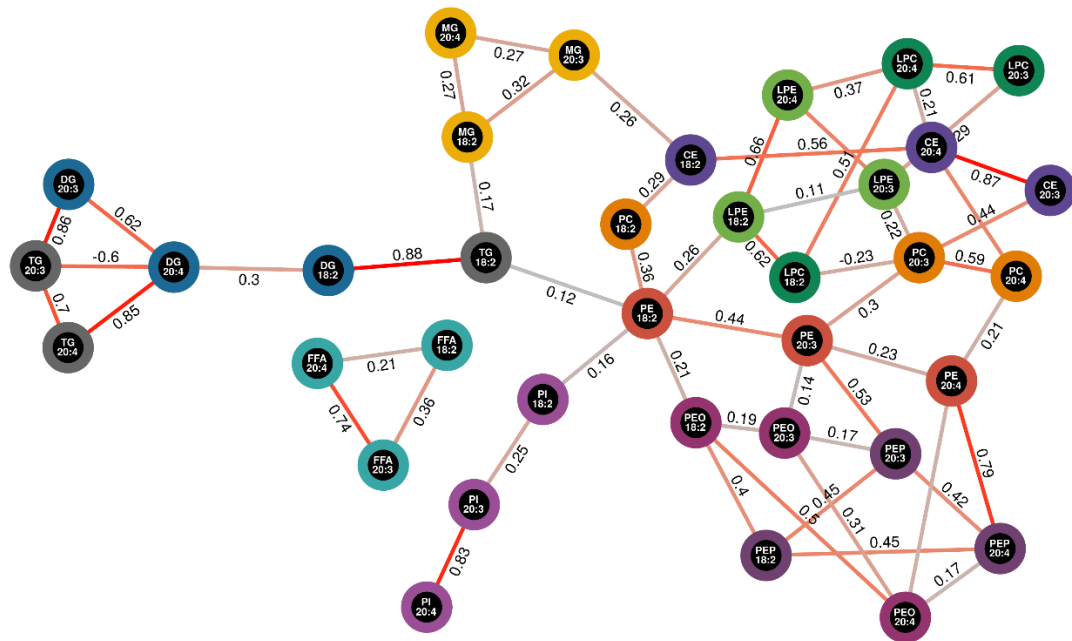 MG
20:4
0.27
MG
20:3
0.27
0.32
MG
18:2
0.26
0.17
LPE
20:4
0.37
LPC
20:4
0.61
LPC
20:3
0.21
29
CE
20:4
CE
18:2
0.56
0.66
0.51
0.87
CE
20:3
LPE
20:3
0.11
0.29
LPE
18:2
0.22
0.44
PC
18:2
0.26
0.62
LPC
18:2
-0.23
PC
20:3
0.59
PC
20:4
0.36
DG
20:3
0.86
0.62
TG
20:3
-0.6
DG
20:4
0.3
DG
18:2
0.88
TG
18:2
0.7
0.85
TG
20:4
0.12
PE
18:2
0.44
PE
20:3
0.3
0.21
0.23
PE
20:4
FFA
20:4
0.21
FFA
18:2
0.74
0.36
FFA
20:3
0.16
PI
18:2
0.25
PI
20:3
0.83
PI
20:4
0.21
0.14
0.53
PEO
18:2
0.19
PEO
20:3
0.17
PEP
20:3
0.79
0.4
0.45
0.42
0.5
0.31
PEP
18:2
0.45
PEP
20:4
0.17
PEO
20:4